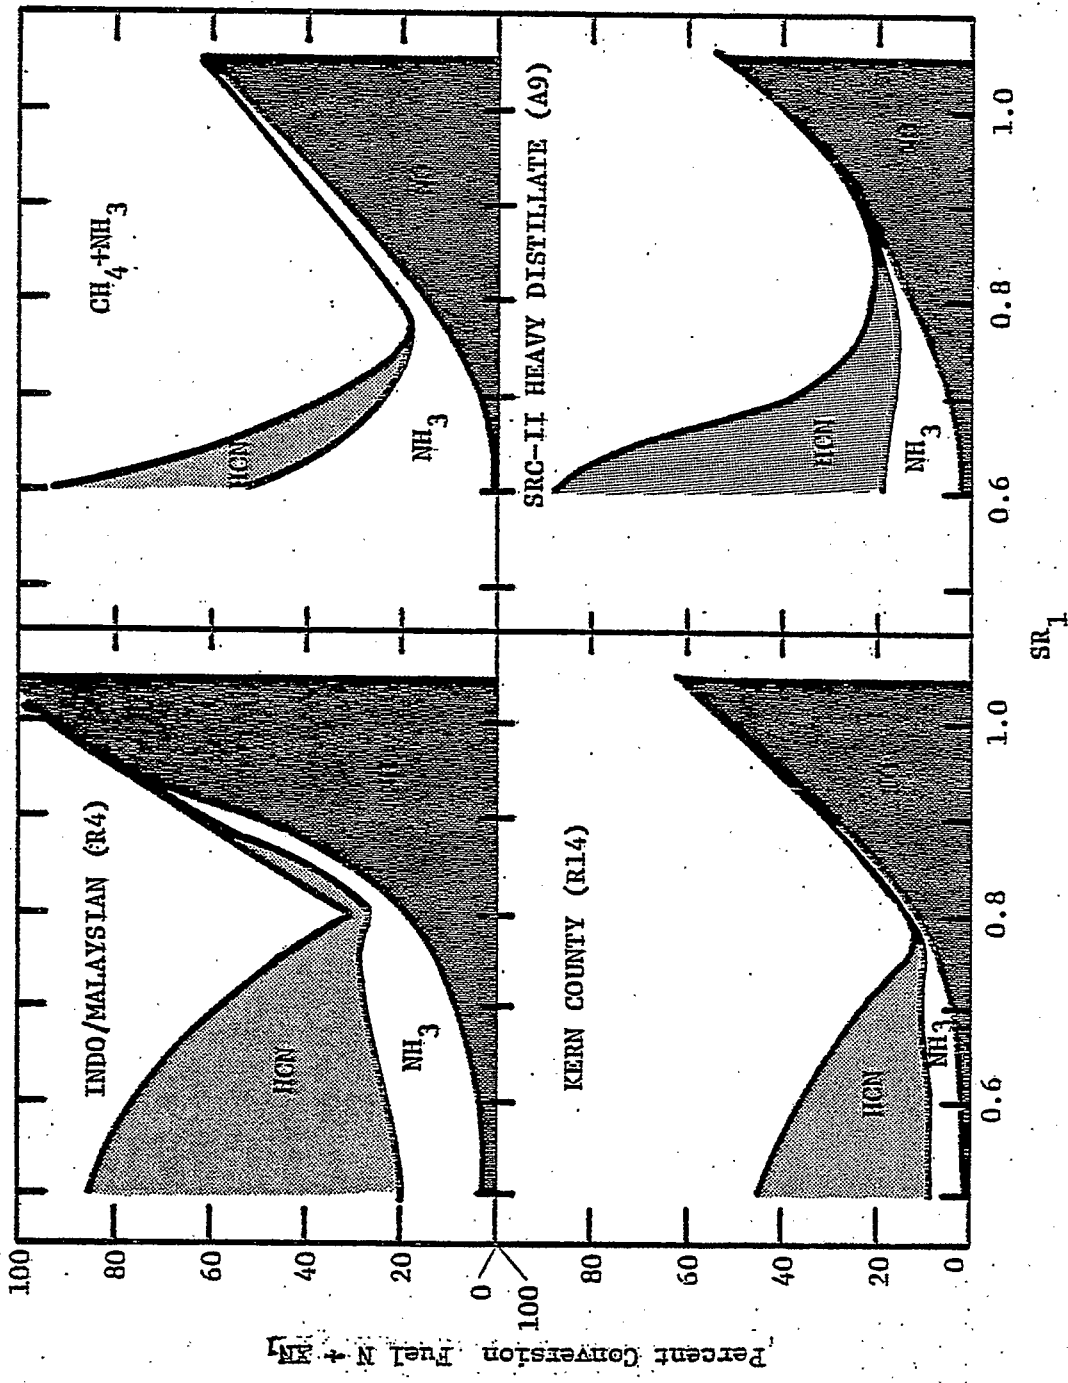 INDO/MALAYSIAN (R4)
HCN
NH3
CH4+NH3
HCN
NH3
NO
KERN COUNTY (R14)
HCN
NH3
SRC-II HEAVY DISTILLATE (A9)
HCN
NH3
NO
100
80
60
40
20
0
100
80
60
40
20
0
0.6
0.8
1.0
0.6
0.8
1.0
SR1
Percent Conversion Fuel N → XN1